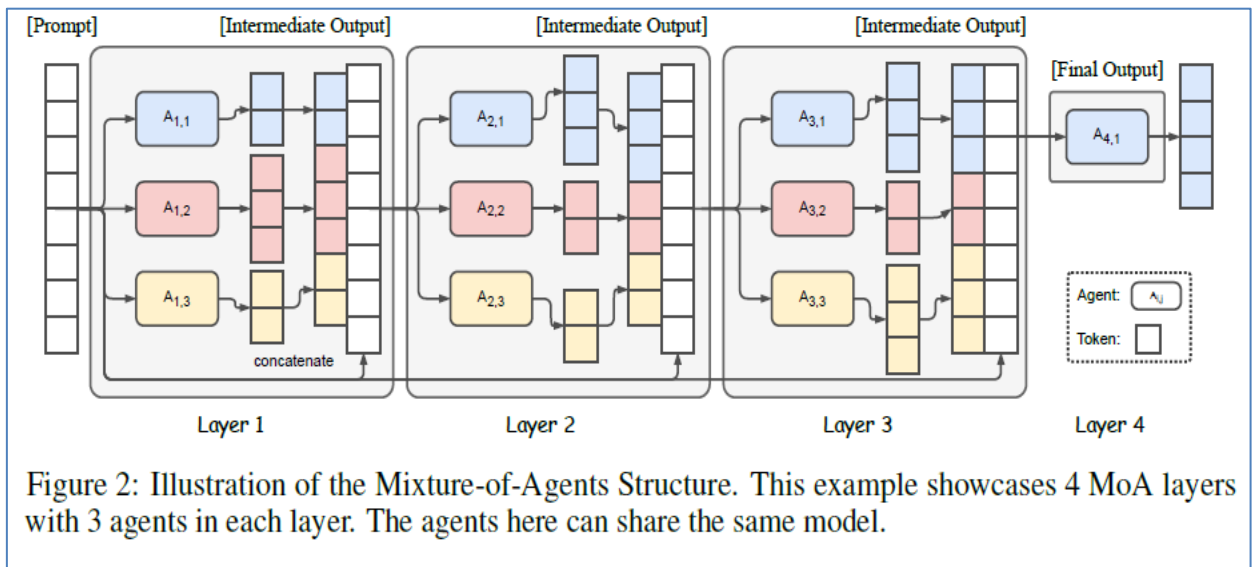 [Prompt]
[Intermediate Output]
[Intermediate Output]
[Intermediate Output]
[Final Output]
A1,1
A2,1
A3,1
A4,1
A1,2
A2,2
A3,2
A1,3
A2,3
A3,3
concatenate
Agent:
Ai,j
Token:
Layer 1
Layer 2
Layer 3
Layer 4
Figure 2: Illustration of the Mixture-of-Agents Structure. This example showcases 4 MoA layers
with 3 agents in each layer. The agents here can share the same model.